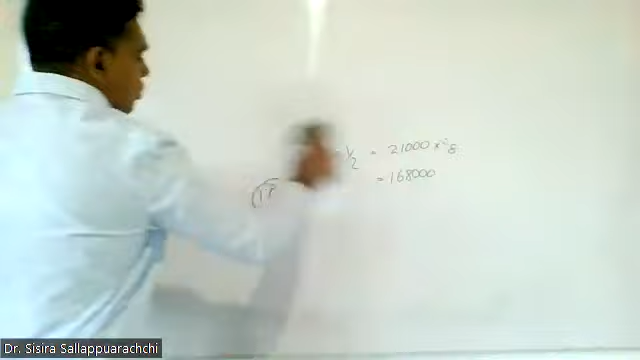 1/2 = 21000 x 8
= 168000
Dr. Sisira Sallappuarachchi